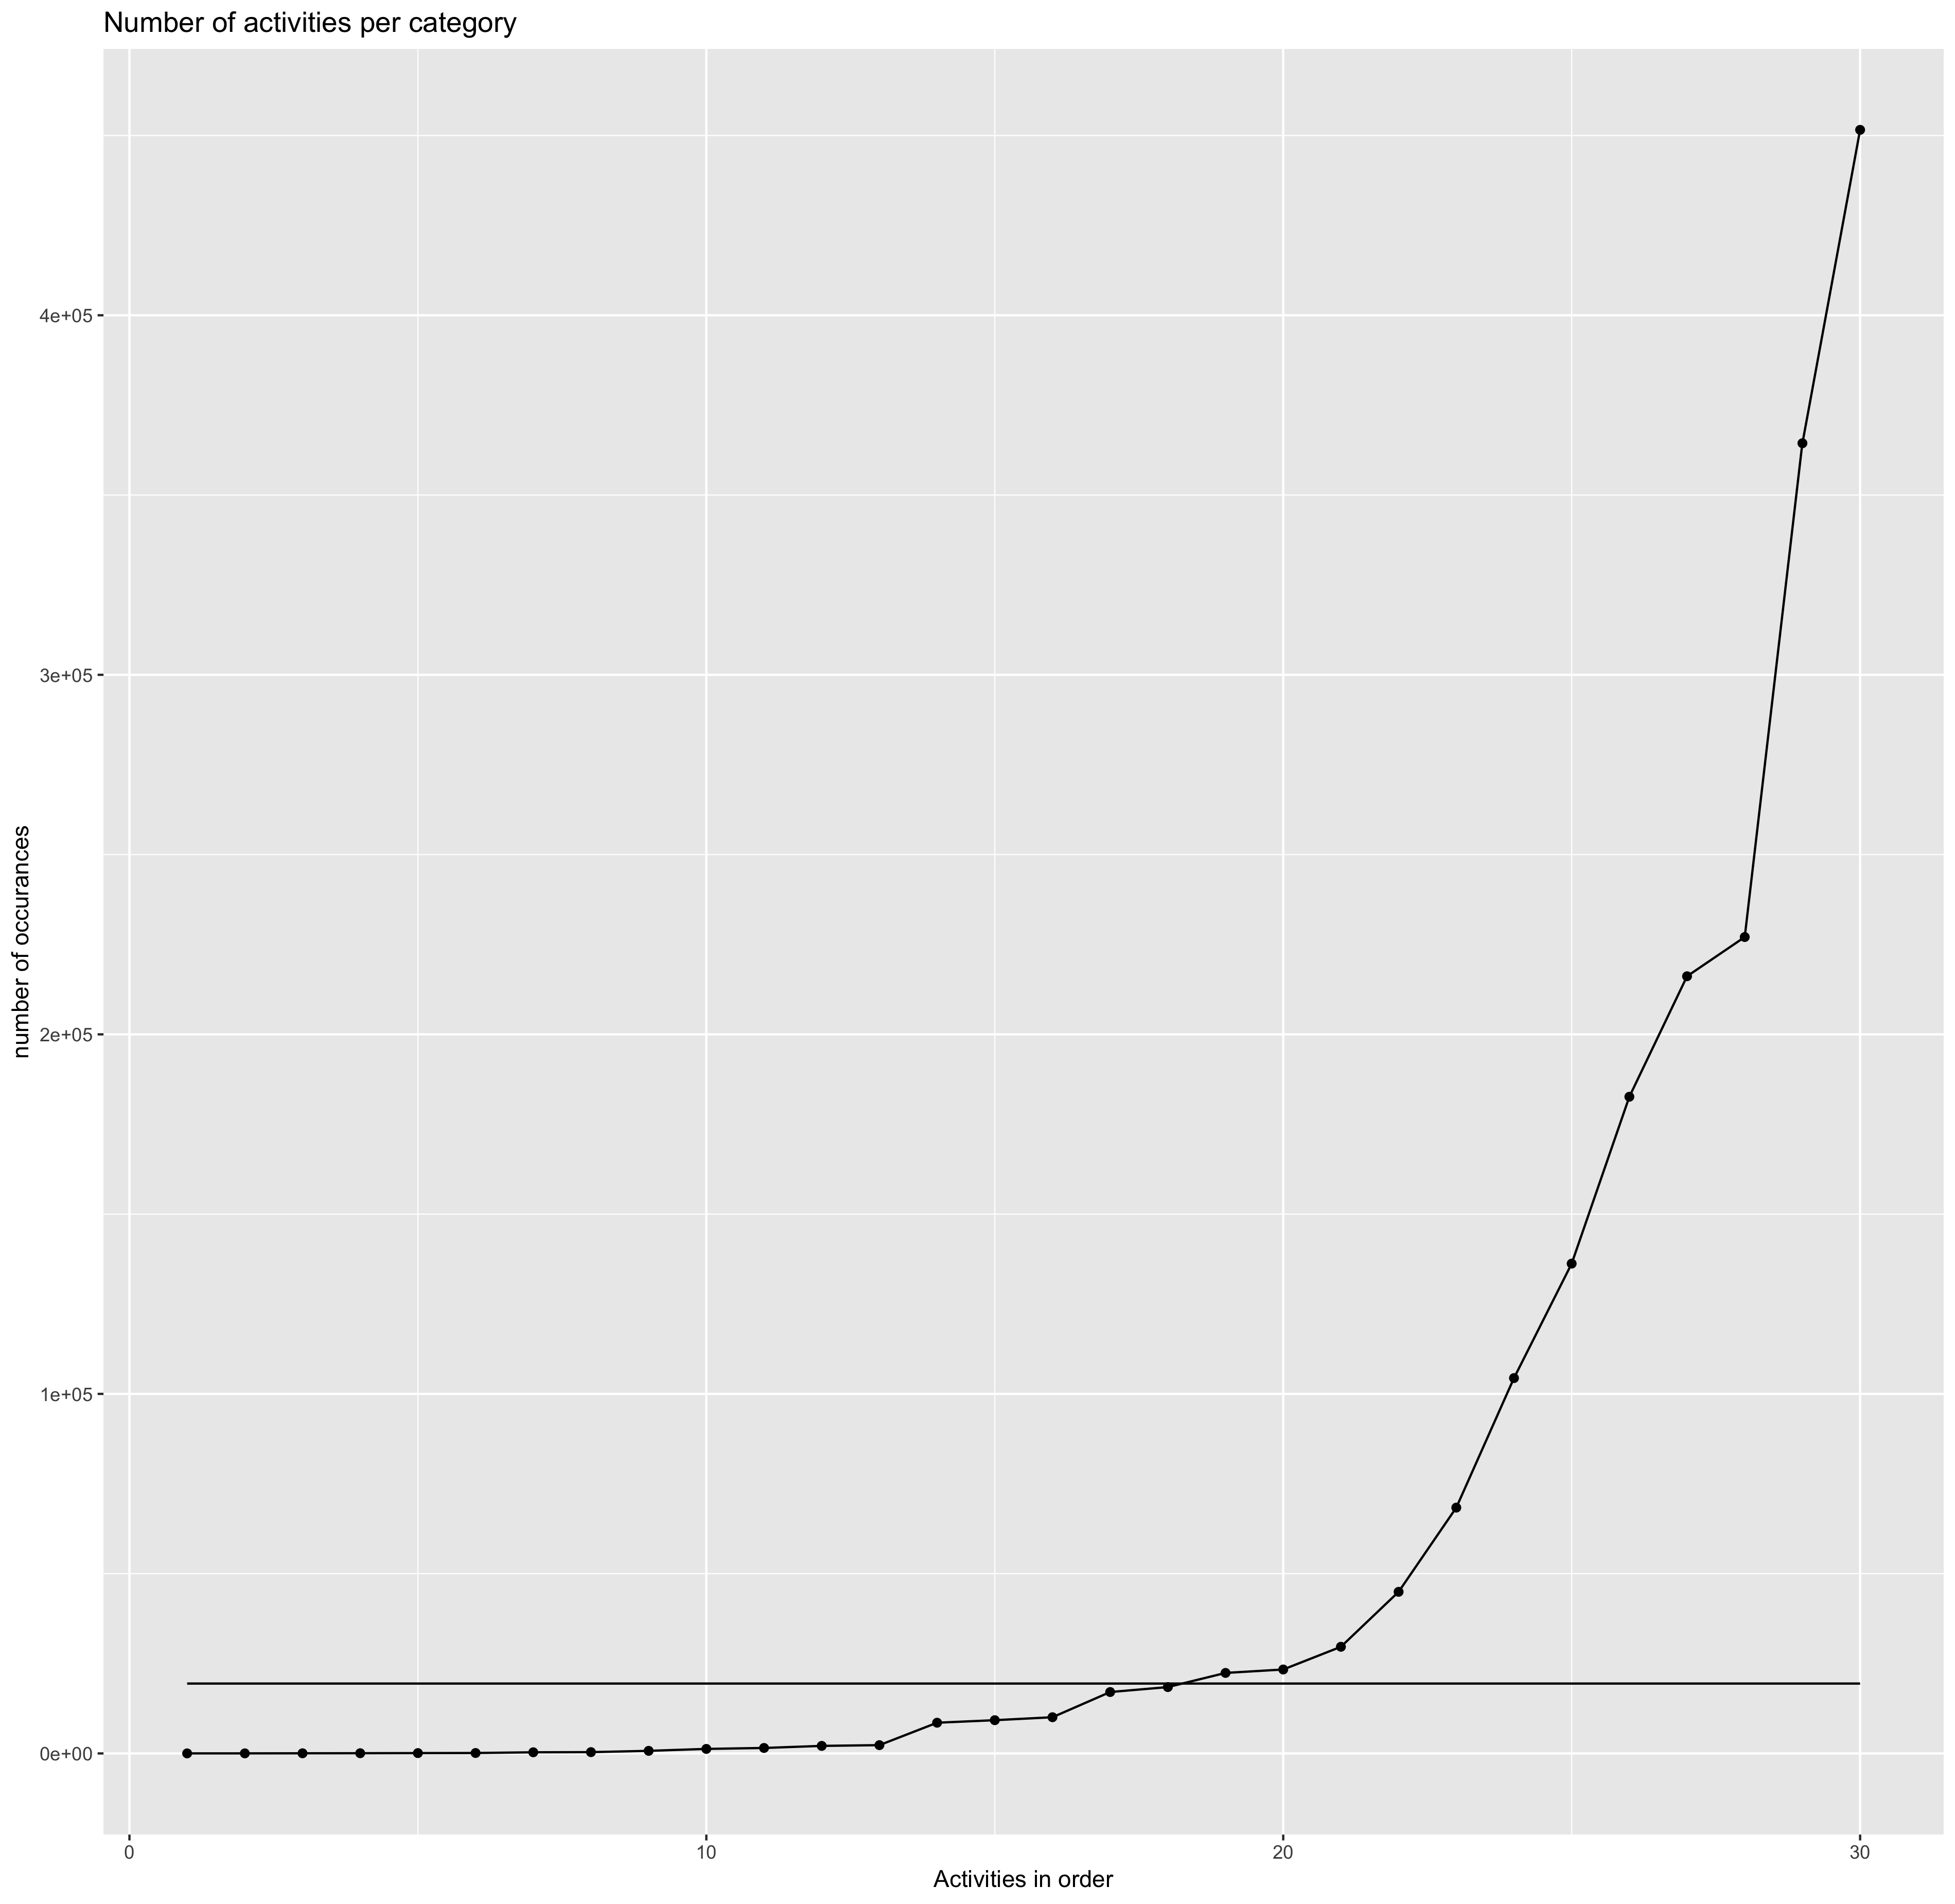 Number of activities per category
number of occurances
4e+05
3e+05
2e+05
1e+05
0e+00
0
10
20
30
Activities in order